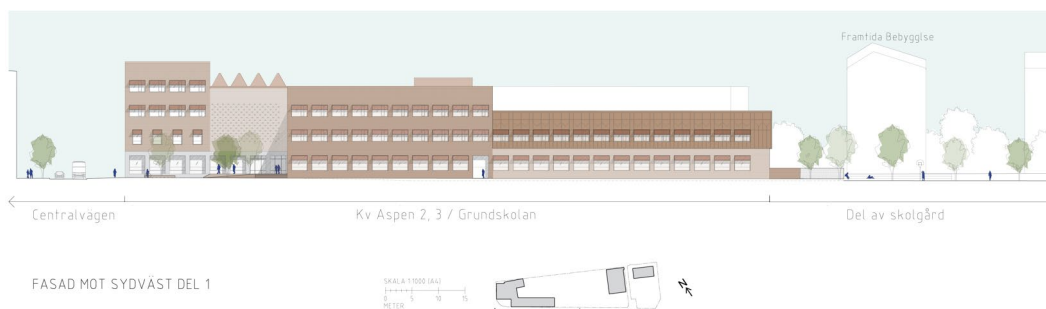 Framtida Bebygglse
Centralvägen
Kv Aspen 2, 3 / Grundskolan
Del av skolgård
FASAD MOT SYDVÄST DEL 1
SKALA 1:1000 (A4)
0 5 10 15
METER
N